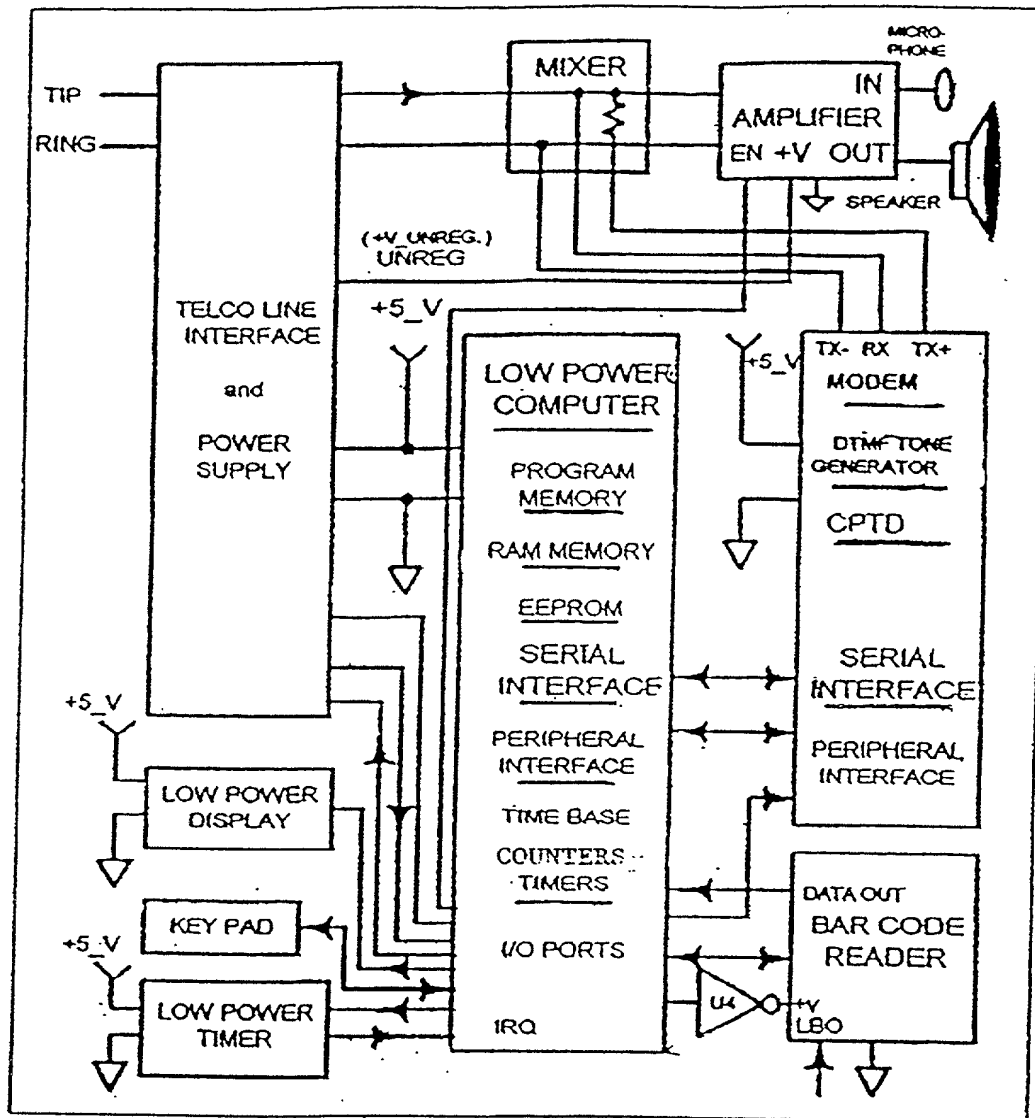 MICRO-
PHONE
MIXER
IN
TIP
AMPLIFIER
RING
EN +V OUT
SPEAKER
(+V_UNREG.)
UNREG
TELCO LINE
INTERFACE
and
POWER
SUPPLY
+5_V
LOW POWER
COMPUTER
PROGRAM
MEMORY
RAM MEMORY
EEPROM
SERIAL
INTERFACE
PERIPHERAL
INTERFACE
TIME BASE
COUNTERS
TIMERS
I/O PORTS
IRQ
+5_V
TX- RX TX+
MODEM
DTMF TONE
GENERATOR
CPTD
SERIAL
INTERFACE
PERIPHERAL
INTERFACE
+5_V
LOW POWER
DISPLAY
KEY PAD
+5_V
LOW POWER
TIMER
DATA OUT
BAR CODE
READER
U4
+V
LBO